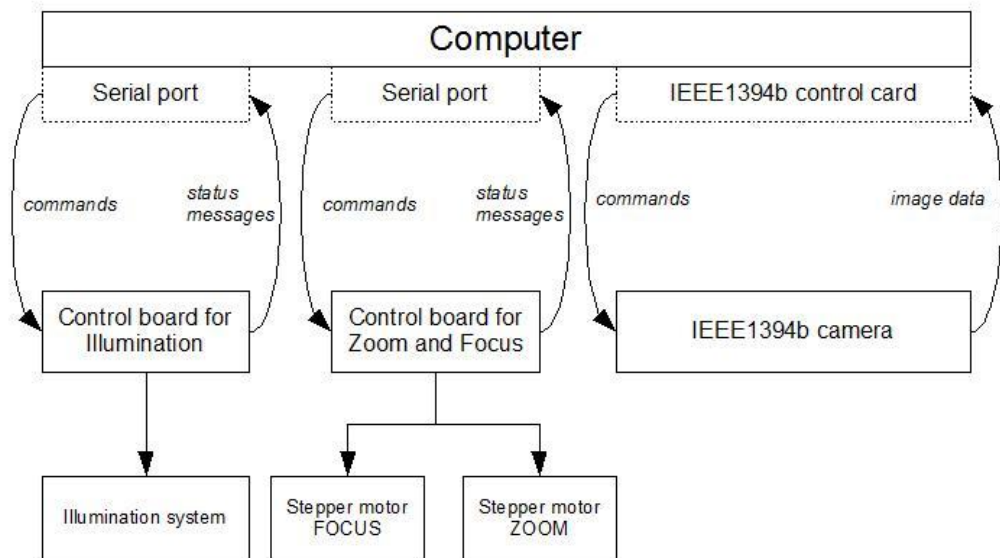 Computer
Serial port
Serial port
IEEE1394b control card
commands
status
messages
commands
status
messages
commands
image data
Control board for
Illumination
Control board for
Zoom and Focus
IEEE1394b camera
Illumination system
Stepper motor
FOCUS
Stepper motor
ZOOM